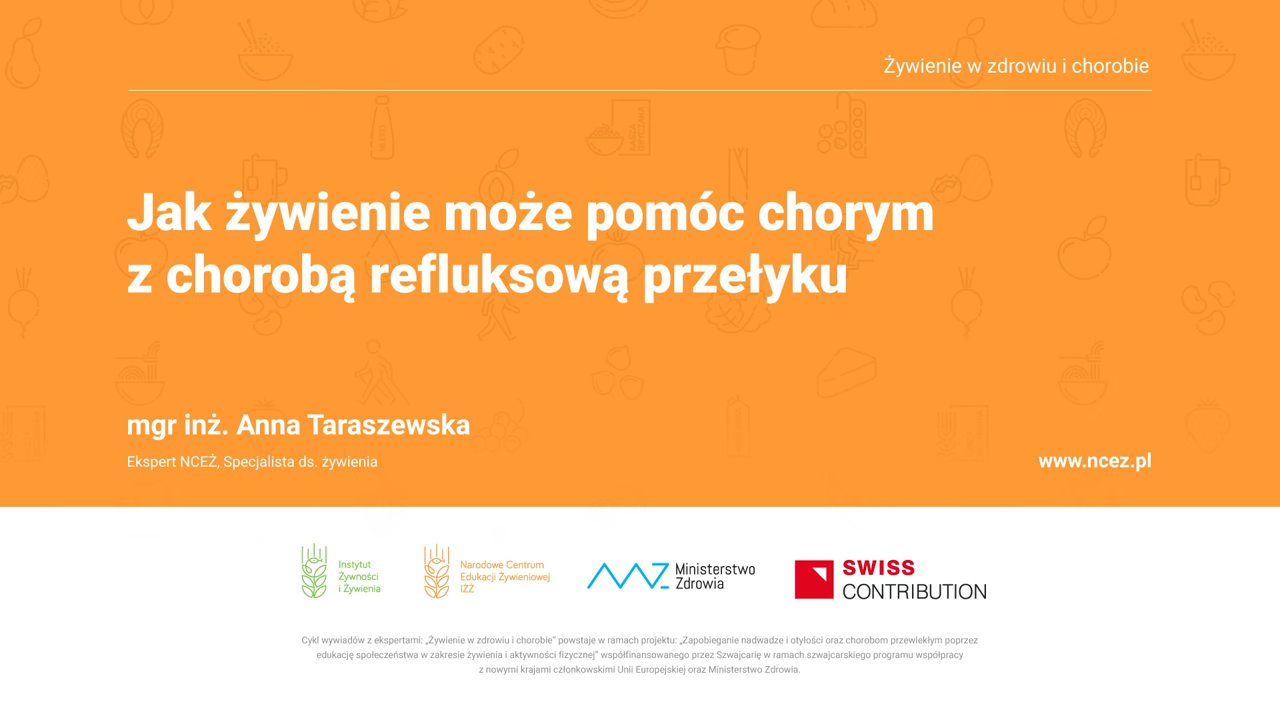 Żywienie w zdrowiu i chorobie
Jak żywienie może pomóc chorym
z chorobą refluksową przełyku
mgr inż. Anna Taraszewska
Ekspert NCEŻ, Specjalista ds. żywienia
www.ncez.pl
Instytut
Żywności
i Żywienia
Narodowe Centrum
Edukacji Żywieniowej
IŻŻ
Ministerstwo
Zdrowia
SWISS
CONTRIBUTION
Cykl wywiadów z ekspertami: „Żywienie w zdrowiu i chorobie” powstaje w ramach projektu: „Zapobieganie nadwadze i otyłości oraz chorobom przewlekłym poprzez
edukację społeczeństwa w zakresie żywienia i aktywności fizycznej” współfinansowanego przez Szwajcarię w ramach szwajcarskiego programu współpracy
z nowymi krajami członkowskimi Unii Europejskiej oraz Ministerstwo Zdrowia.